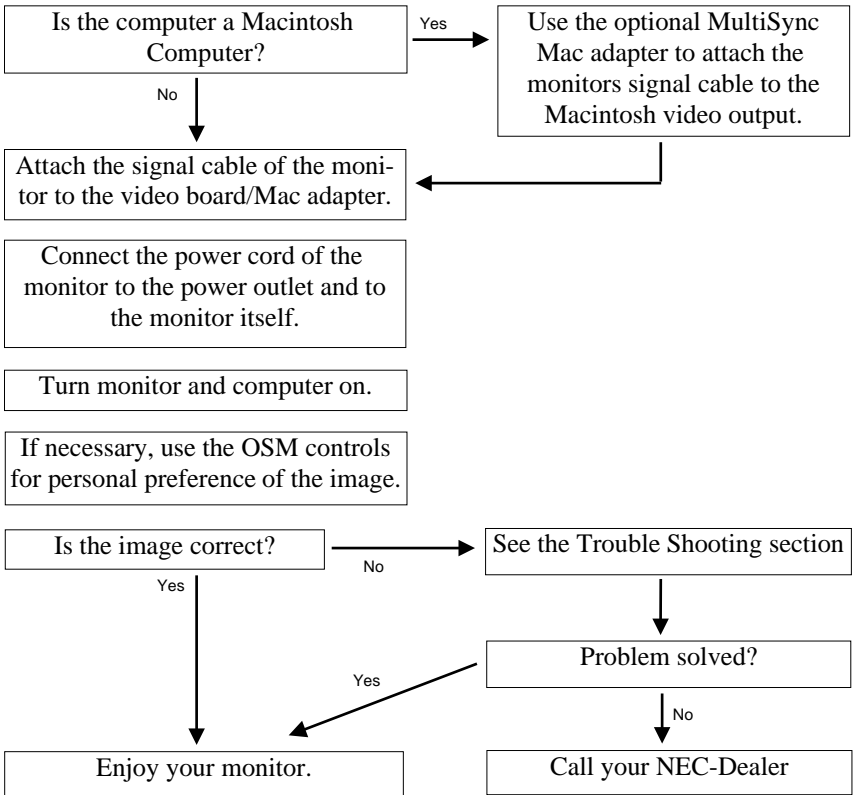 Is the computer a Macintosh
Computer?
Yes
Use the optional MultiSync
Mac adapter to attach the
monitors signal cable to the
Macintosh video output.
No
Attach the signal cable of the moni-
tor to the video board/Mac adapter.
Connect the power cord of the
monitor to the power outlet and to
the monitor itself.
Turn monitor and computer on.
If necessary, use the OSM controls
for personal preference of the image.
Is the image correct?
No
See the Trouble Shooting section
Yes
Problem solved?
Yes
No
Enjoy your monitor.
Call your NEC-Dealer